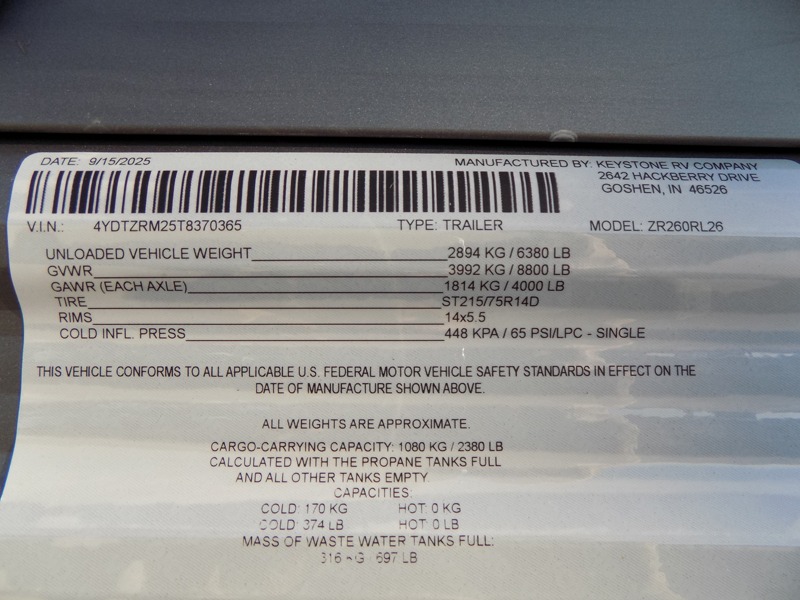 DATE: 9/15/2025
MANUFACTURED BY: KEYSTONE RV COMPANY
2642 HACKBERRY DRIVE
GOSHEN, IN 46526
V.I.N.: 4YDTZRM25T8370365 TYPE: TRAILER MODEL: ZR260RL26
UNLOADED VEHICLE WEIGHT 2894 KG / 6380 LB
GVWR 3992 KG / 8800 LB
GAWR (EACH AXLE) 1814 KG / 4000 LB
TIRE ST215/75R14D
RIMS 14x5.5
COLD INFL. PRESS 448 KPA / 65 PSI/LPC - SINGLE
THIS VEHICLE CONFORMS TO ALL APPLICABLE U.S. FEDERAL MOTOR VEHICLE SAFETY STANDARDS IN EFFECT ON THE
DATE OF MANUFACTURE SHOWN ABOVE.
ALL WEIGHTS ARE APPROXIMATE.
CARGO-CARRYING CAPACITY: 1080 KG / 2380 LB
CALCULATED WITH THE PROPANE TANKS FULL
AND ALL OTHER TANKS EMPTY.
CAPACITIES:
COLD: 170 KG HOT: 0 KG
COLD: 374 LB HOT: 0 LB
MASS OF WASTE WATER TANKS FULL:
316 KG 697 LB